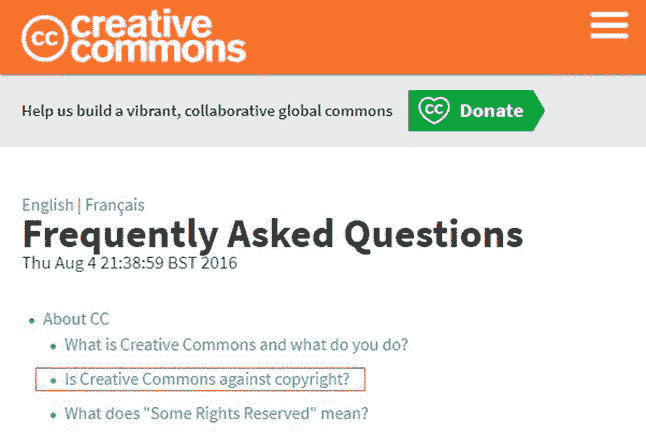 cc creative
commons
Help us build a vibrant, collaborative global commons
CC Donate
English | Français
Frequently Asked Questions
Thu Aug 4 21:38:59 BST 2016
• About CC
• What is Creative Commons and what do you do?
• Is Creative Commons against copyright?
• What does "Some Rights Reserved" mean?